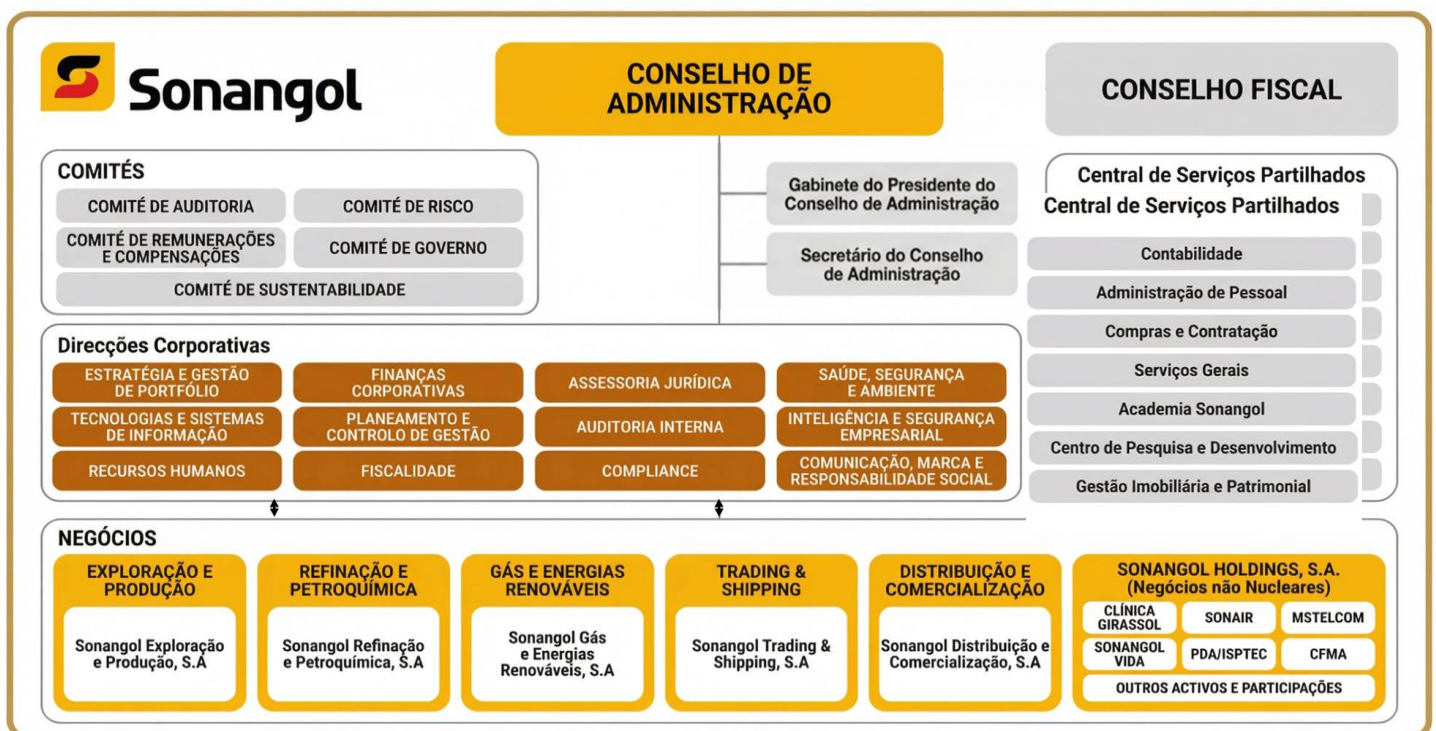 Sonangol
CONSELHO DE
ADMINISTRAÇÃO
CONSELHO FISCAL
COMITÉS
COMITÉ DE AUDITORIA
COMITÉ DE RISCO
COMITÉ DE REMUNERAÇÕES
E COMPENSAÇÕES
COMITÉ DE GOVERNO
COMITÉ DE SUSTENTABILIDADE
Gabinete do Presidente do
Conselho de Administração
Secretário do Conselho
de Administração
Central de Serviços Partilhados
Central de Serviços Partilhados
Contabilidade
Administração de Pessoal
Compras e Contratação
Serviços Gerais
Academia Sonangol
Centro de Pesquisa e Desenvolvimento
Gestão Imobiliária e Patrimonial
Direcções Corporativas
ESTRATÉGIA E GESTÃO
DE PORTFÓLIO
FINANÇAS
CORPORATIVAS
ASSESSORIA JURÍDICA
SAÚDE, SEGURANÇA
E AMBIENTE
TECNOLOGIAS E SISTEMAS
DE INFORMAÇÃO
PLANEAMENTO E
CONTROLO DE GESTÃO
AUDITORIA INTERNA
INTELIGÊNCIA E SEGURANÇA
EMPRESARIAL
RECURSOS HUMANOS
FISCALIDADE
COMPLIANCE
COMUNICAÇÃO, MARCA E
RESPONSABILIDADE SOCIAL
NEGÓCIOS
EXPLORAÇÃO E
PRODUÇÃO
Sonangol Exploração
e Produção, S.A
REFINAÇÃO E
PETROQUÍMICA
Sonangol Refinação
e Petroquímica, S.A
GÁS E ENERGIAS
RENOVÁVEIS
Sonangol Gás
e Energias
Renováveis, S.A
TRADING &
SHIPPING
Sonangol Trading &
Shipping, S.A
DISTRIBUIÇÃO E
COMERCIALIZAÇÃO
Sonangol Distribuição e
Comercialização, S.A
SONANGOL HOLDINGS, S.A.
(Negócios não Nucleares)
CLÍNICA
GIRASSOL
SONAIR
MSTELCOM
SONANGOL
VIDA
PDA/ISPTEC
CFMA
OUTROS ACTIVOS E PARTICIPAÇÕES